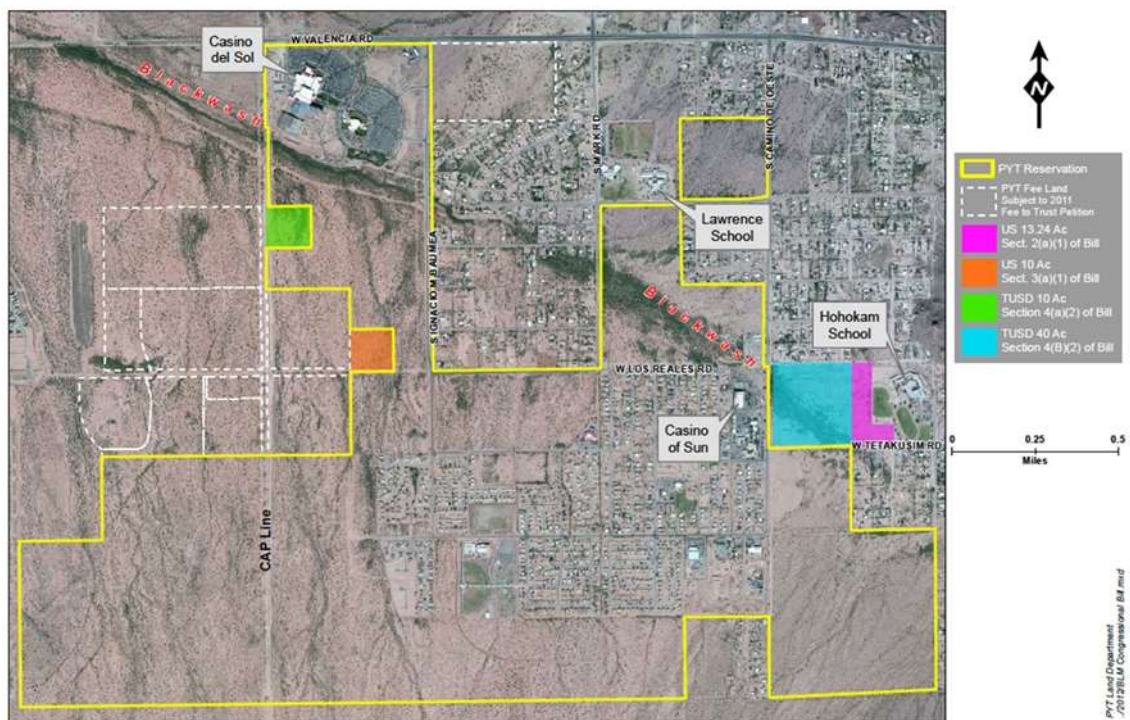 W VALENCIA RD
Casino
del Sol
Blackwash
S MARK RD
S CAMINO DE OESTE
N
PYT Reservation
PYT Fee Land
Subject to 2011
Fee to Trust Petition
US 13.24 Ac
Sect. 2(a)(1) of Bill
US 10 Ac
Sect. 3(a)(1) of Bill
TUSD 10 Ac
Section 4(a)(2) of Bill
TUSD 40 Ac
Section 4(B)(2) of Bill
Lawrence
School
S IGNACIO M BAUMEA
Blackwash
Hohokam
School
W LOS REALES RD.
Casino
of Sun
W TETAKUSIM RD
0 0.25 0.5
Miles
CAP Line
PYT Land Department
./2012/BLM Congressional Bill.mxd